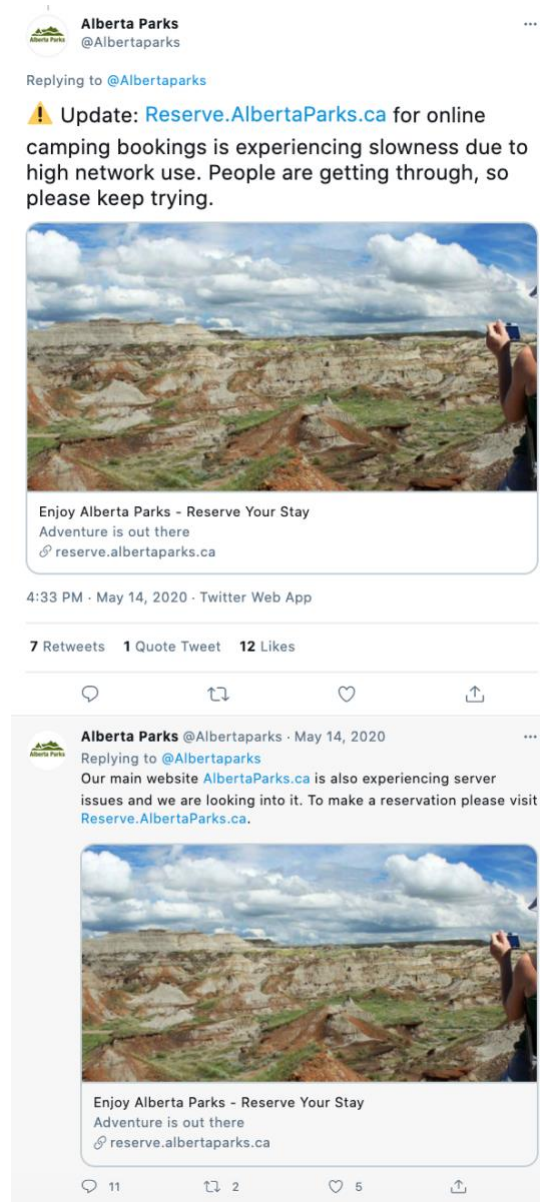 Alberta Parks
@Albertaparks
Alberta Parks
Replying to @Albertaparks
⚠️ Update: Reserve.AlbertaParks.ca for online
camping bookings is experiencing slowness due to
high network use. People are getting through, so
please keep trying.
Enjoy Alberta Parks - Reserve Your Stay
Adventure is out there
reserve.albertaparks.ca
4:33 PM · May 14, 2020 · Twitter Web App
7 Retweets 1 Quote Tweet 12 Likes
Alberta Parks @Albertaparks · May 14, 2020
Alberta Parks
Replying to @Albertaparks
Our main website AlbertaParks.ca is also experiencing server
issues and we are looking into it. To make a reservation please visit
Reserve.AlbertaParks.ca.
Enjoy Alberta Parks - Reserve Your Stay
Adventure is out there
reserve.albertaparks.ca
11 2 5